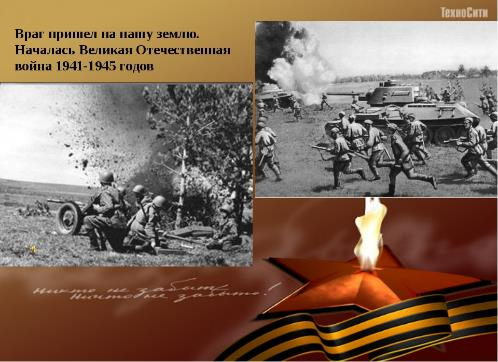 ТехноСити
Враг пришел на нашу землю.
Началась Великая Отечественная
война 1941-1945 годов
никто не забыт
ничто не забыто!